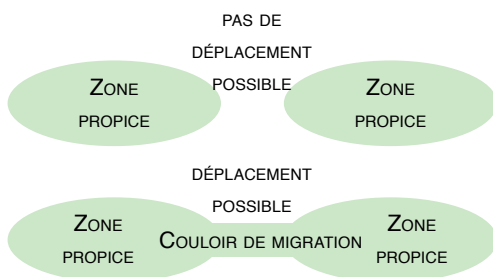 PAS DE
DÉPLACEMENT
POSSIBLE
ZONE
PROPICE
ZONE
PROPICE
DÉPLACEMENT
POSSIBLE
ZONE
PROPICE
COULOIR DE MIGRATION
ZONE
PROPICE